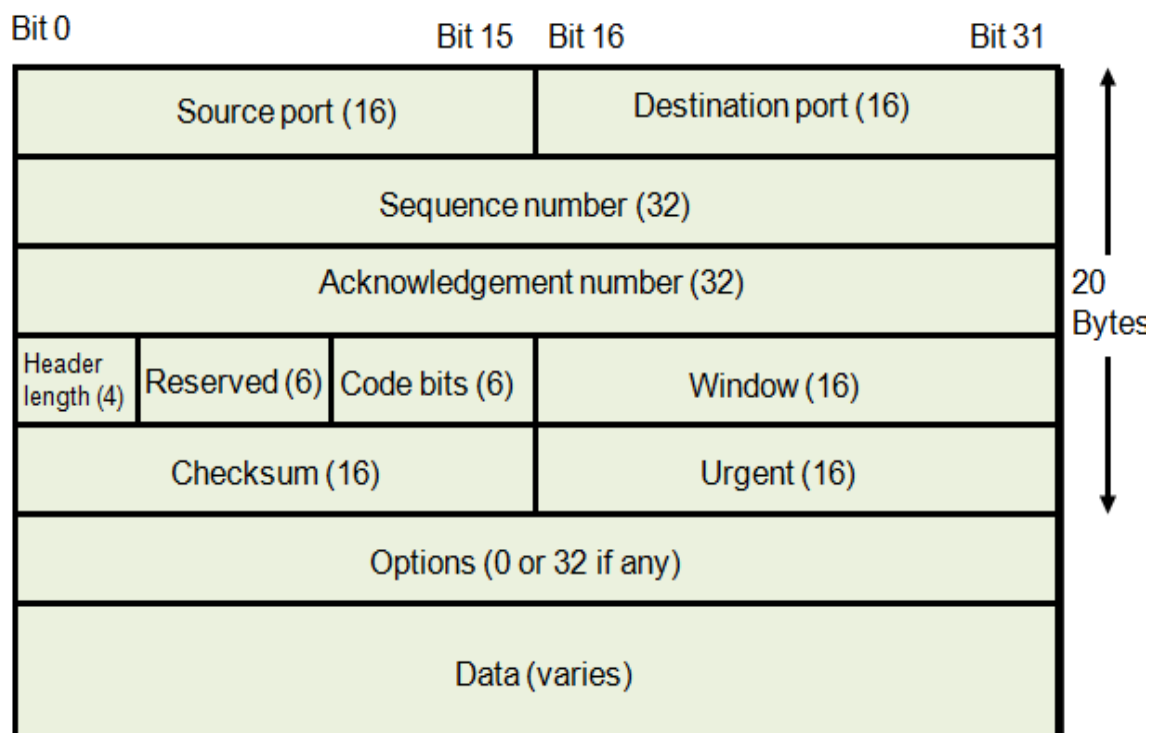 Bit 0 Bit 15 Bit 16 Bit 31
Source port (16) Destination port (16)
Sequence number (32)
Acknowledgement number (32)
20
Bytes
Header
length (4) Reserved (6) Code bits (6) Window (16)
Checksum (16) Urgent (16)
Options (0 or 32 if any)
Data (varies)